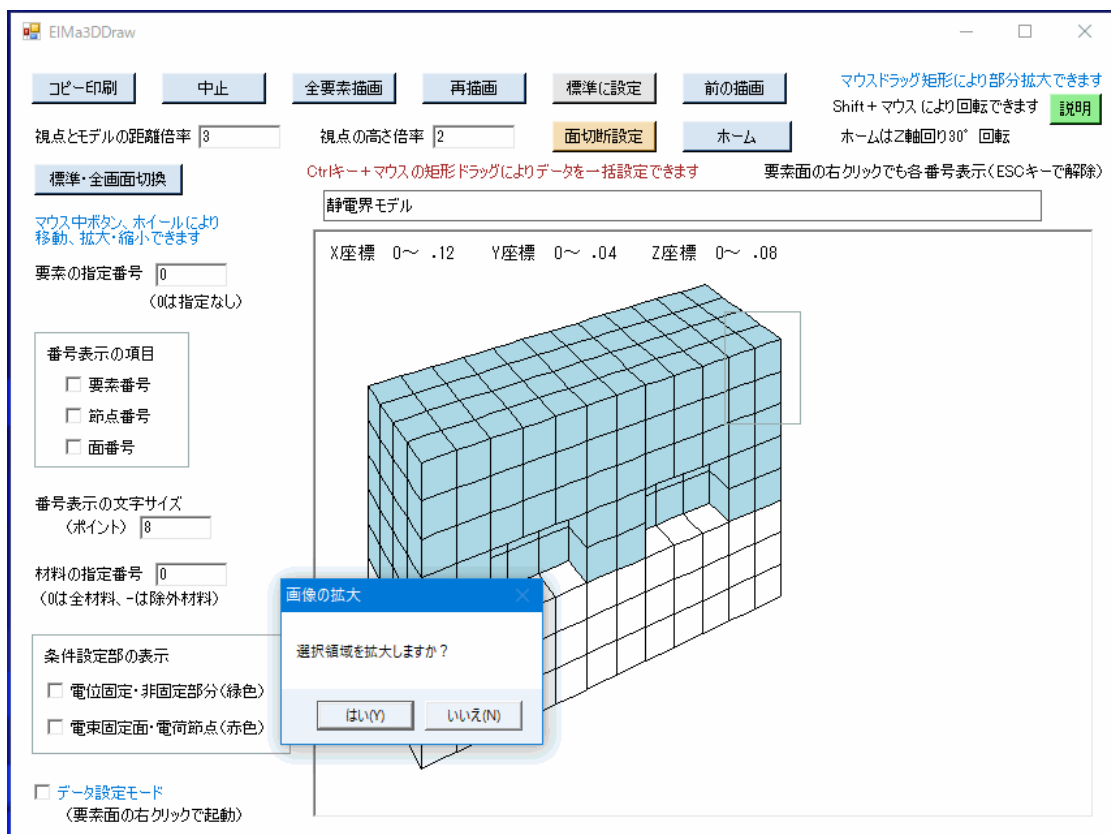 ElMa3DDraw
コピー印刷 中止 全要素描画 再描画 標準に設定 前の描画 マウスドラッグ矩形により部分拡大できます
Shift+マウスにより回転できます 説明
視点とモデルの距離倍率 3 視点の高さ倍率 2 面切断設定 ホーム ホームはZ軸回り30°回転
標準・全画面切換 Ctrlキー+マウスの矩形ドラッグによりデータを一括設定できます 要素面の右クリックでも各番号表示(ESCキーで解除)
静電界モデル
マウス中ボタン、ホイールにより
移動、拡大・縮小できます
X座標 0～ .12 Y座標 0～ .04 Z座標 0～ .08
要素の指定番号 0
(0は指定なし)
番号表示の項目
要素番号
節点番号
面番号
番号表示の文字サイズ
(ポイント) 8
材料の指定番号 0
(0は全材料、-は除外材料)
画像の拡大
選択領域を拡大しますか？
はい(Y) いいえ(N)
条件設定部の表示
電位固定・非固定部分(緑色)
電束固定面・電荷節点(赤色)
データ設定モード
(要素面の右クリックで起動)